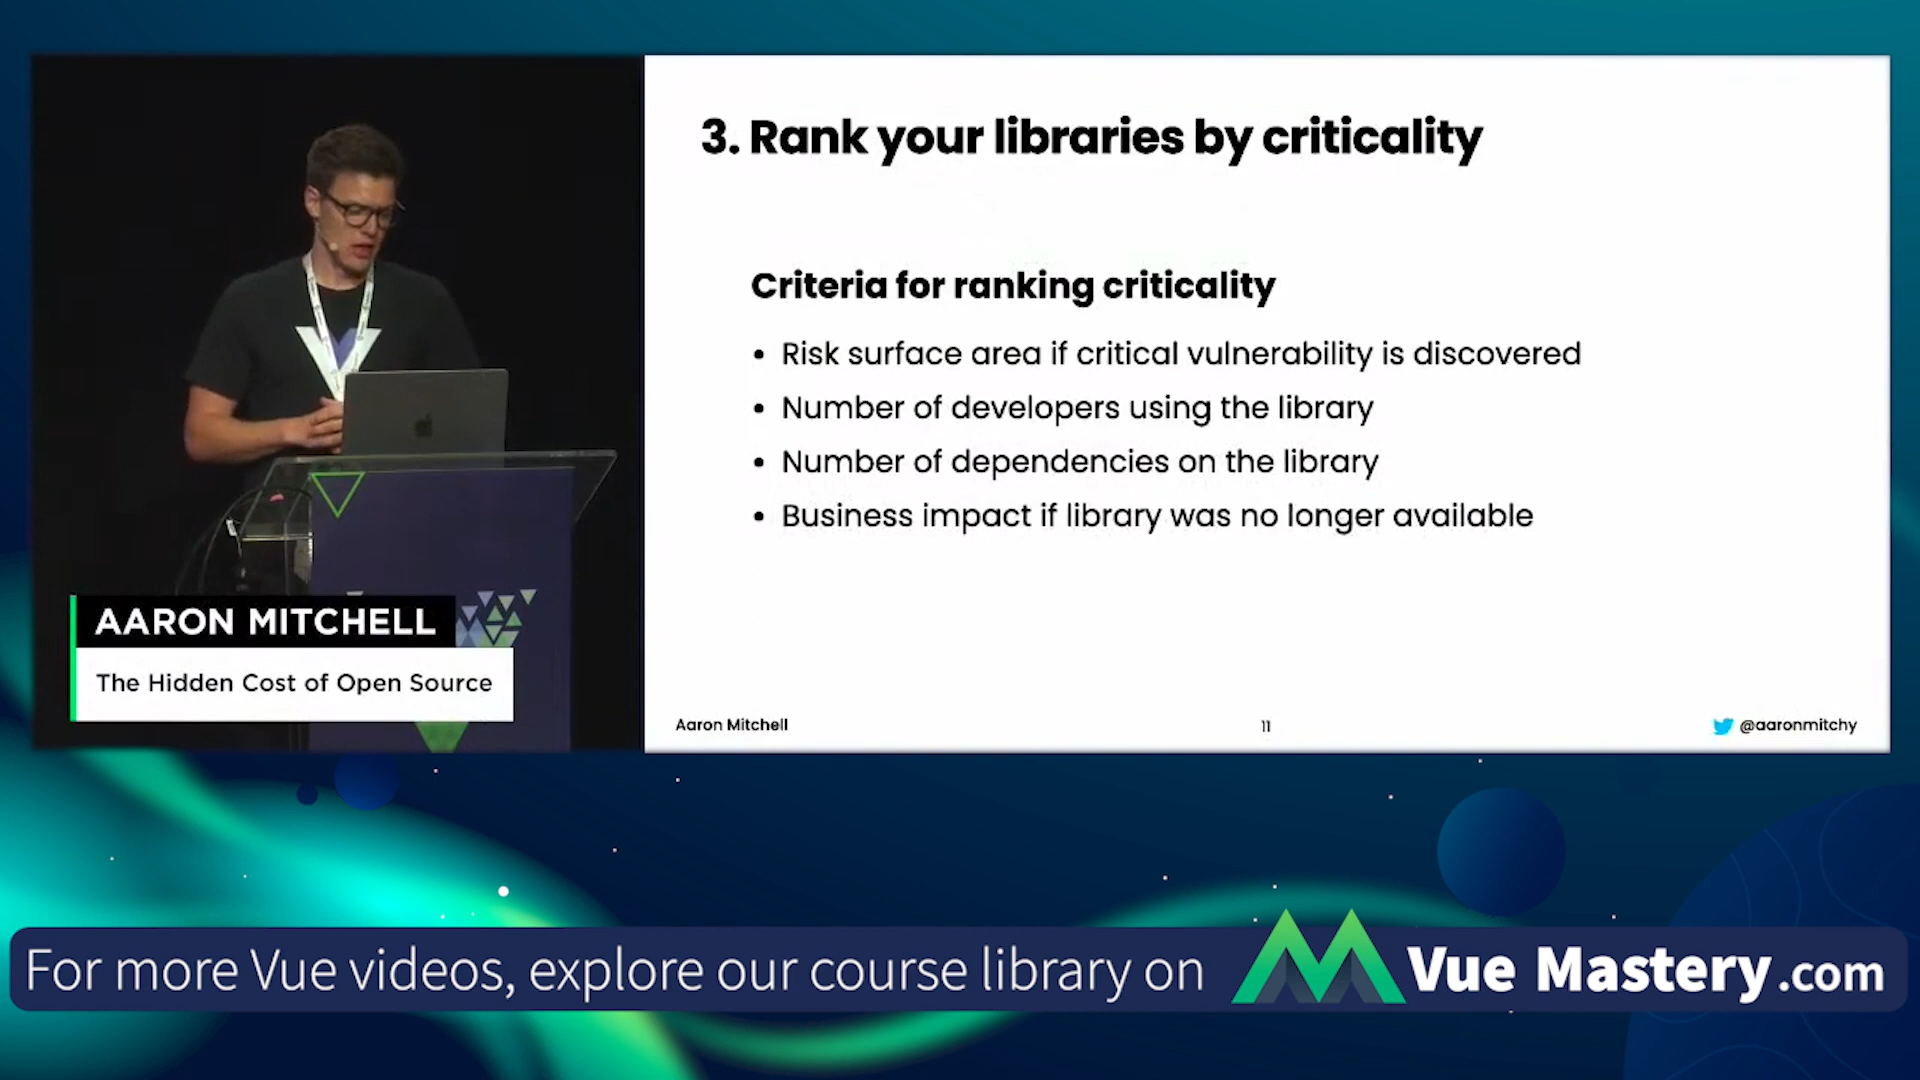 3. Rank your libraries by criticality
Criteria for ranking criticality
• Risk surface area if critical vulnerability is discovered
• Number of developers using the library
• Number of dependencies on the library
• Business impact if library was no longer available
AARON MITCHELL
The Hidden Cost of Open Source
Aaron Mitchell
11
@aaronmitchy
For more Vue videos, explore our course library on Vue Mastery.com